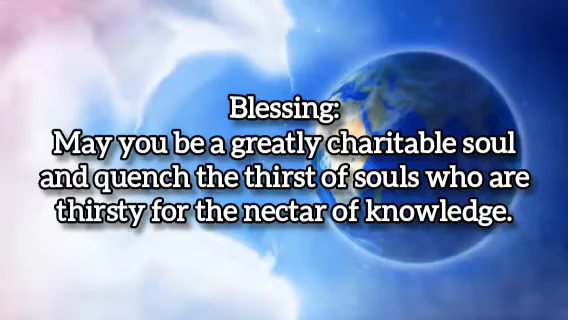 Blessing:
May you be a greatly charitable soul
and quench the thirst of souls who are
thirsty for the nectar of knowledge.